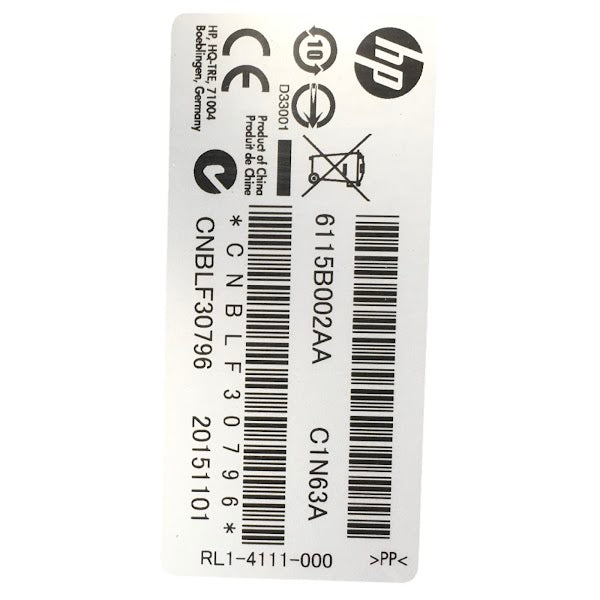 hp
10
D33001
HP, HQ-TRE, 71004
Boeblingen, Germany
Product of China
Produit de Chine
6115B002AA C1N63A
*CNBLF30796*
CNBLF30796 20151101
RL1-4111-000 >PP<